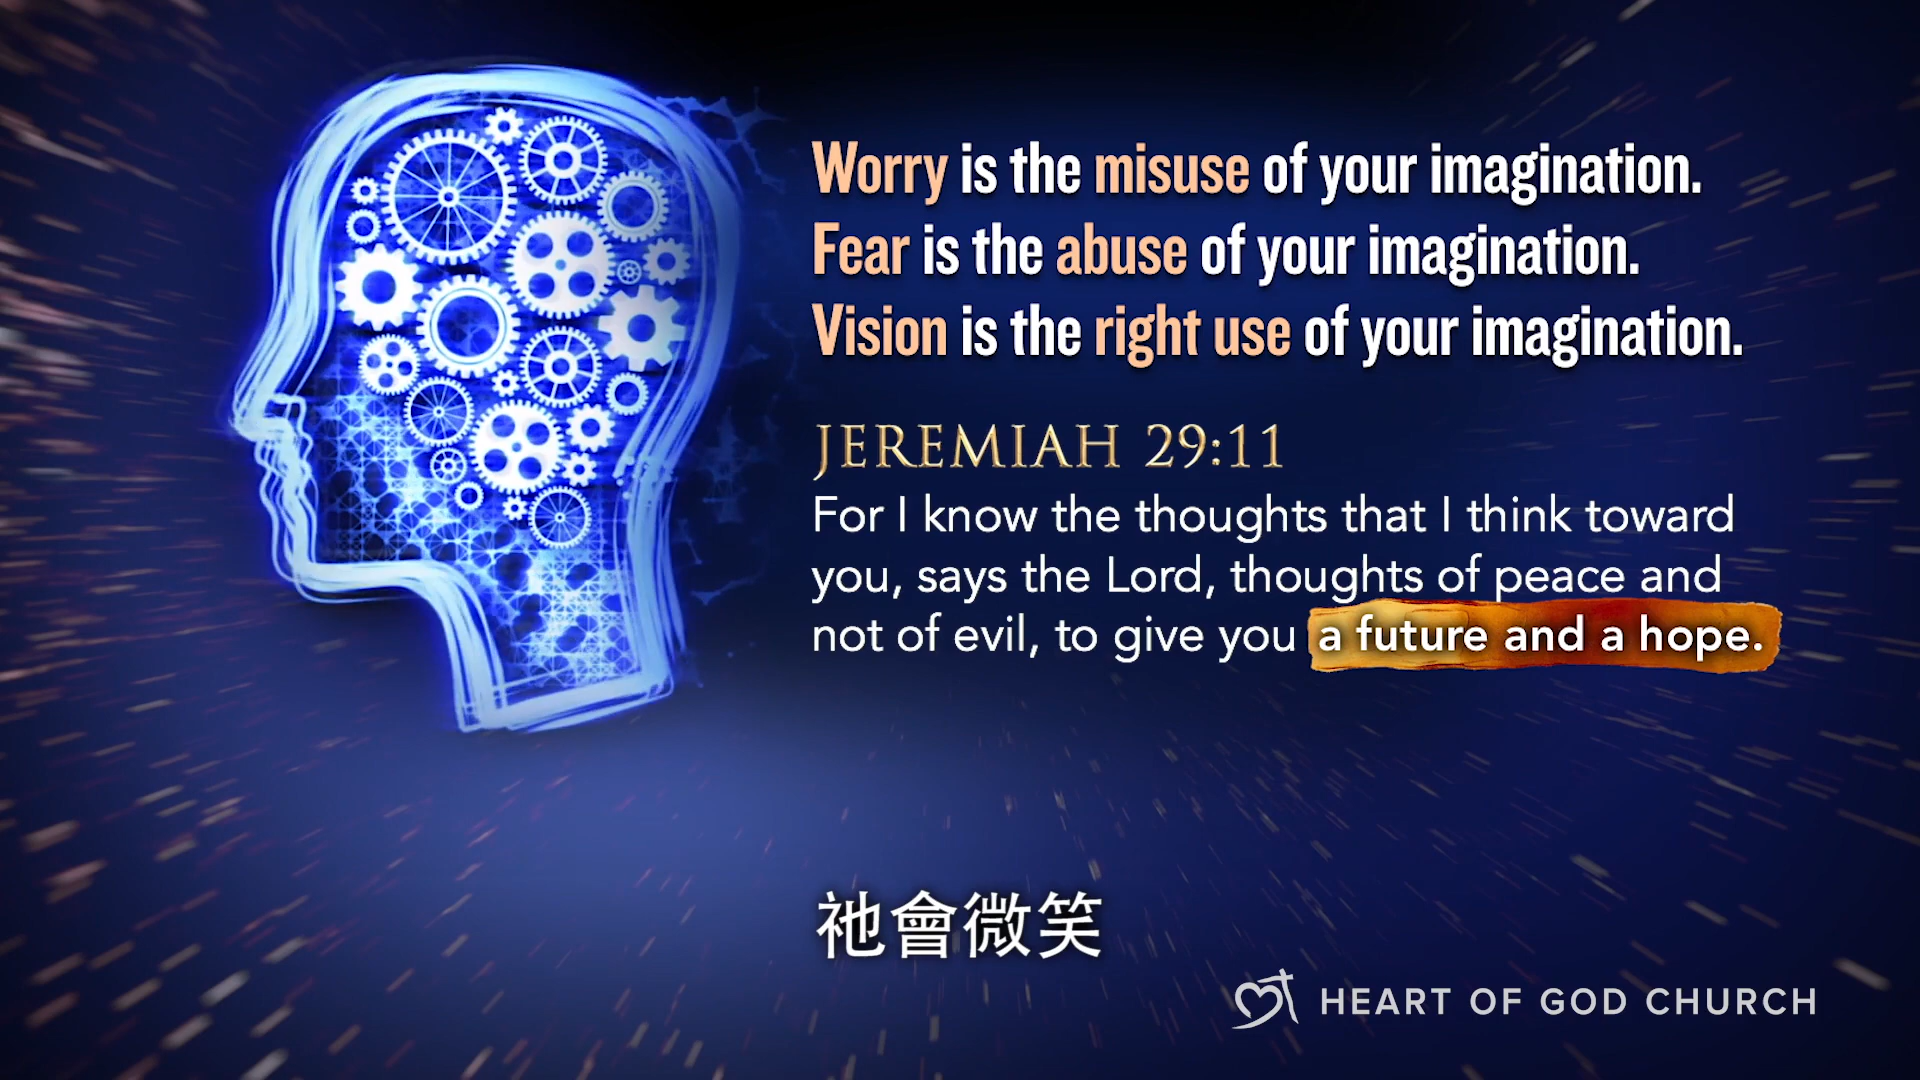 Worry is the misuse of your imagination.
Fear is the abuse of your imagination.
Vision is the right use of your imagination.
JEREMIAH 29:11
For I know the thoughts that I think toward
you, says the Lord, thoughts of peace and
not of evil, to give you a future and a hope.
祂會微笑
HEART OF GOD CHURCH